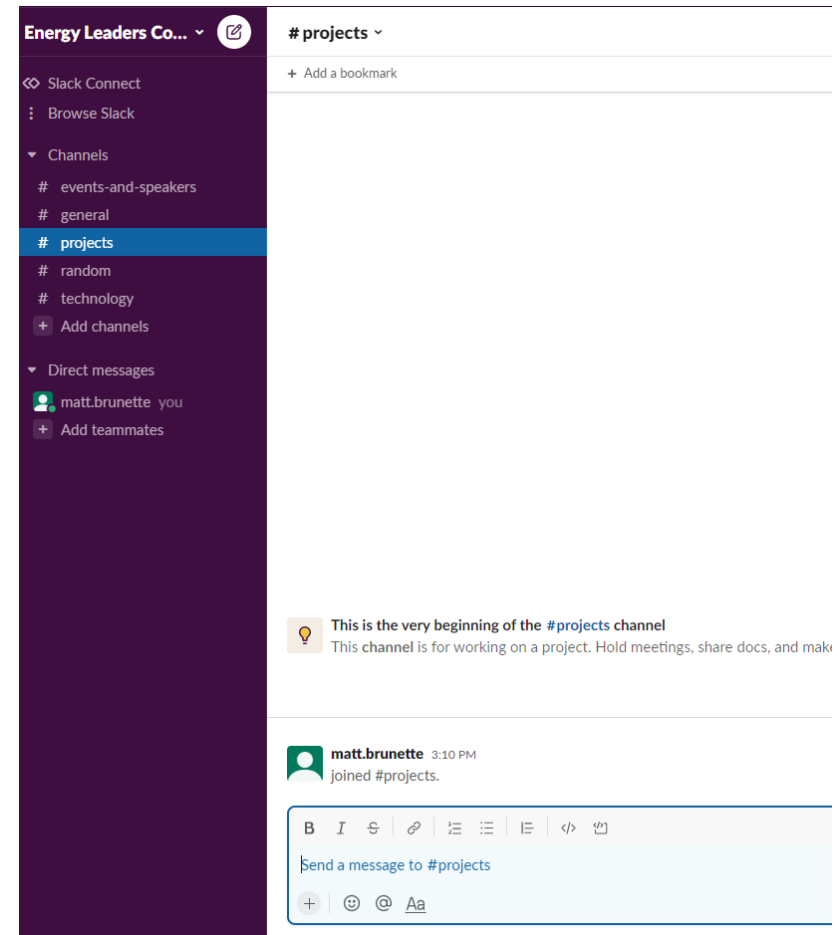 Energy Leaders Co...
Slack Connect
Browse Slack
Channels
# events-and-speakers
# general
# projects
# random
# technology
+ Add channels
Direct messages
matt.brunette you
+ Add teammates
# projects
+ Add a bookmark
This is the very beginning of the #projects channel
This channel is for working on a project. Hold meetings, share docs, and make
matt.brunette 3:10 PM
joined #projects.
B I S
Send a message to #projects
+ @ Aa